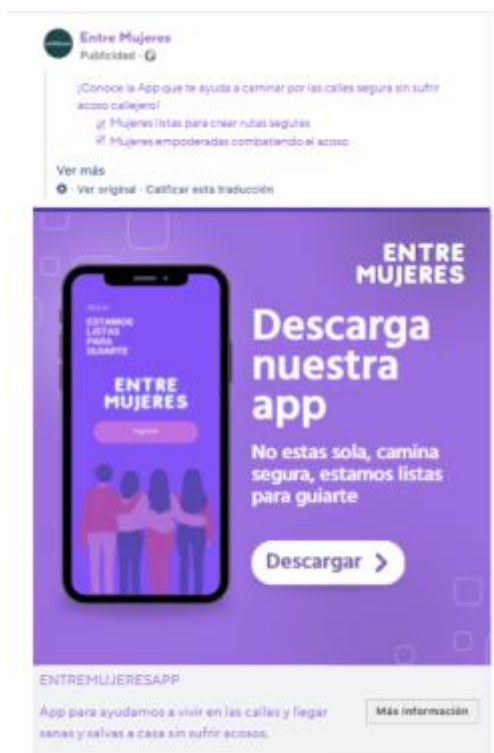 Entre Mujeres
Publicidad
¡Conoce la App que te ayuda a caminar por las calles segura sin sufrir
acoso callejero!
Mujeres listas para crear rutas seguras
Mujeres empoderadas combatiendo el acoso
Ver más
Ver original · Calificar esta traducción
ENTRE
MUJERES
Descarga
nuestra
app
No estas sola, camina
segura, estamos listas
para guiarte
Descargar >
ESTAMOS
LISTAS
PARA
GUIARTE
ENTRE
MUJERES
ENTREMUJERESAPP
App para ayudarnos a vivir en las calles y llegar
sanas y salvas a casa sin sufrir acosos.
Más información